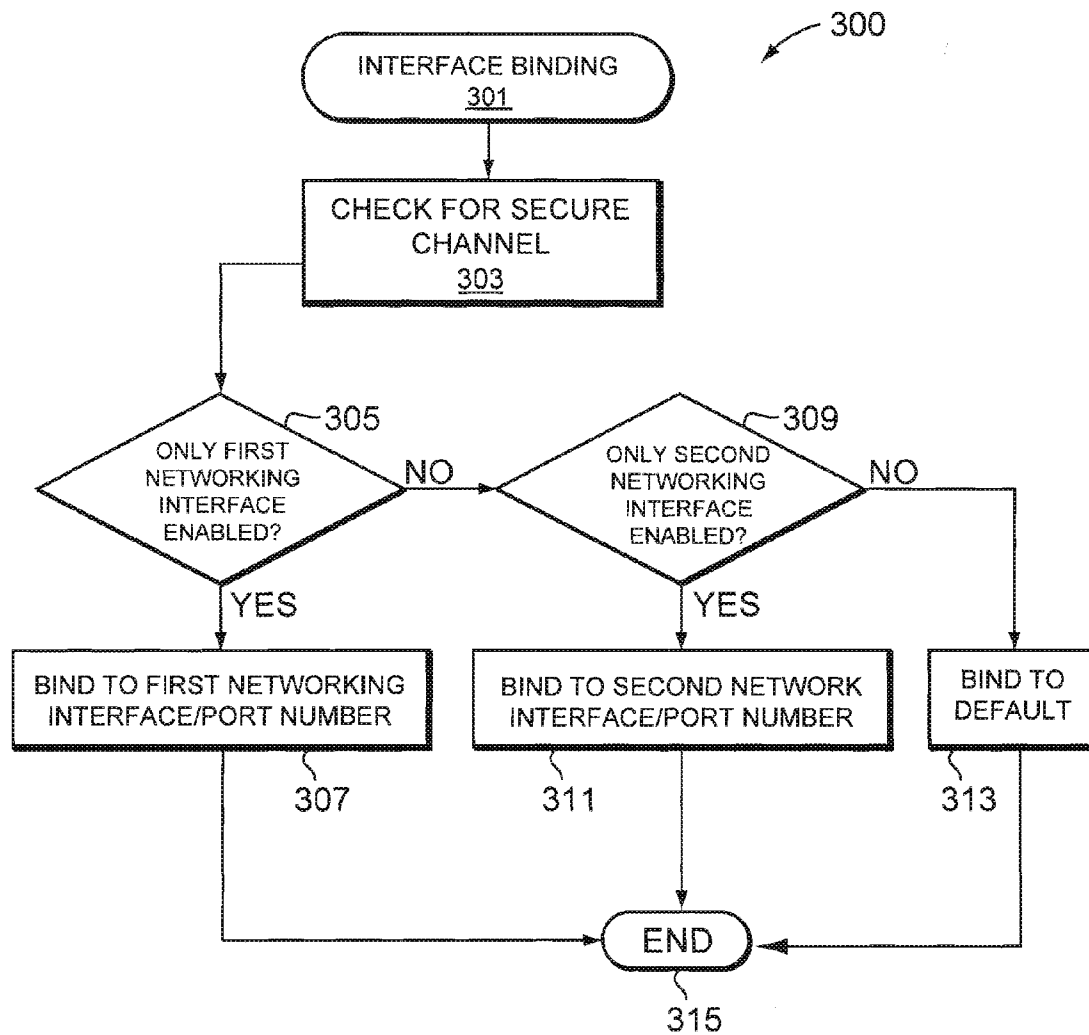 300
INTERFACE BINDING
301
CHECK FOR SECURE
CHANNEL
303
305
ONLY FIRST
NETWORKING
INTERFACE
ENABLED?
NO
309
ONLY SECOND
NETWORKING
INTERFACE
ENABLED?
NO
YES
YES
BIND TO FIRST NETWORKING
INTERFACE/PORT NUMBER
307
BIND TO SECOND NETWORK
INTERFACE/PORT NUMBER
311
BIND TO
DEFAULT
313
END
315